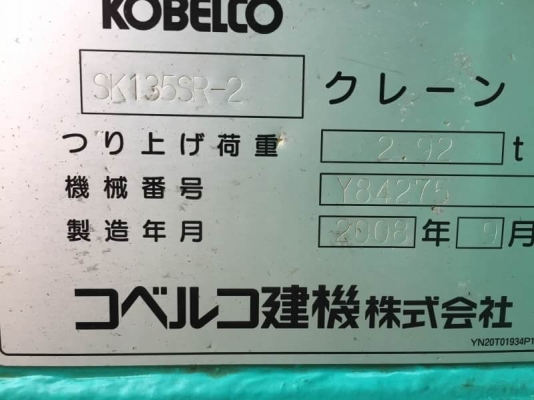 KOBELCO
SK135SR-2 クレーン
つり上げ荷重 2.92 t
機械番号 Y84275
製造年月 2008 年 9 月
コベルコ建機株式会社
YN20T01934P1